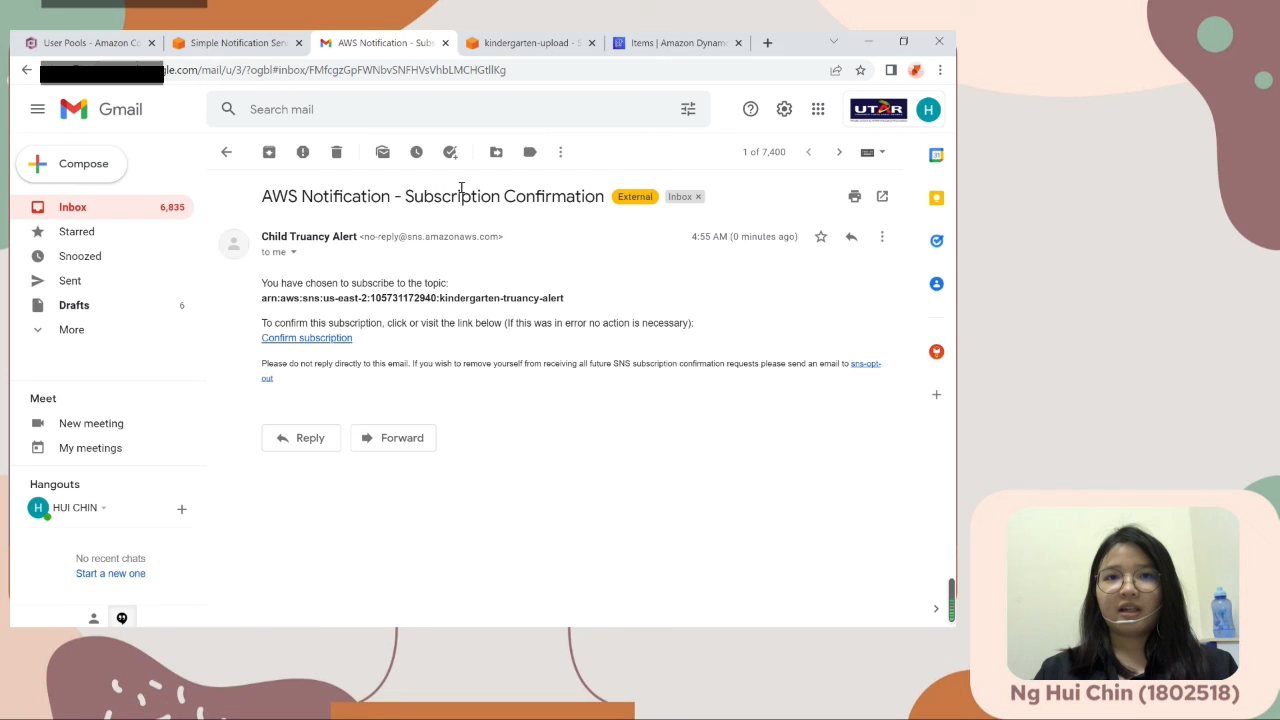 User Pools - Amazon Co
Simple Notification Serv
AWS Notification - Subsc
kindergarten-upload - S
Items | Amazon Dynamo
gle.com/mail/u/3/?ogbl#inbox/FMfcgzGpFWNbvSNFHVsVhbLMCHGtllKg
Gmail
Search mail
UTAR
H
Compose
1 of 7,400
Inbox 6,835
Starred
Snoozed
Sent
Drafts 6
More
Meet
New meeting
My meetings
Hangouts
H HUI CHIN
No recent chats
Start a new one
AWS Notification - Subscription Confirmation External Inbox ×
Child Truancy Alert <no-reply@sns.amazonaws.com> 4:55 AM (0 minutes ago)
to me
You have chosen to subscribe to the topic:
arn:aws:sns:us-east-2:105731172940:kindergarten-truancy-alert
To confirm this subscription, click or visit the link below (If this was in error no action is necessary):
Confirm subscription
Please do not reply directly to this email. If you wish to remove yourself from receiving all future SNS subscription confirmation requests please send an email to sns-opt-
out
Reply
Forward
31
Ng Hui Chin (1802518)